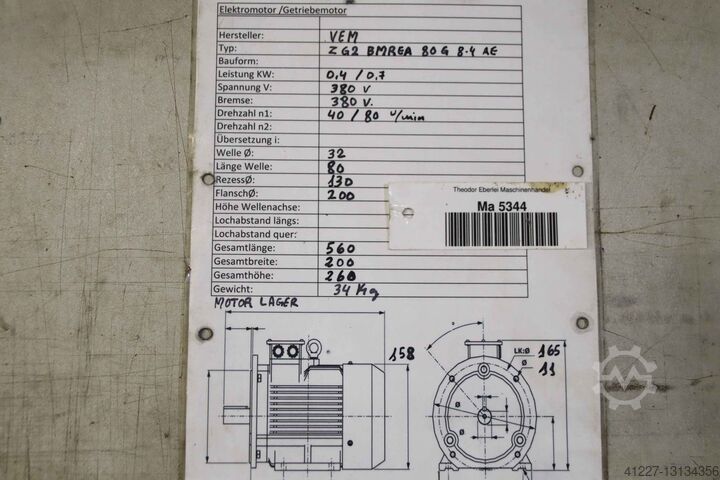 Elektromotor /Getriebemotor
Hersteller: VEM
Typ: Z G2 BMREA 80 G 8.4 AE
Bauform:
Leistung KW: 0,4 / 0,7
Spannung V: 380 V
Bremse: 380 V.
Drehzahl n1: 40 / 80 U/min
Drehzahl n2:
Übersetzung i:
Welle Ø: 32
Länge Welle: 80
RezessØ: 130
FlanschØ: 200
Höhe Wellenachse:
Lochabstand längs:
Lochabstand quer:
Gesamtlänge: 560
Gesamtbreite: 200
Gesamthöhe: 260
Gewicht: 34 Kg
Theodor Eberlei Maschinenhandel
Ma 5344
MOTOR LAGER
158
LK:Ø 165
Ø 11
Ø
Ø
41227-13134356